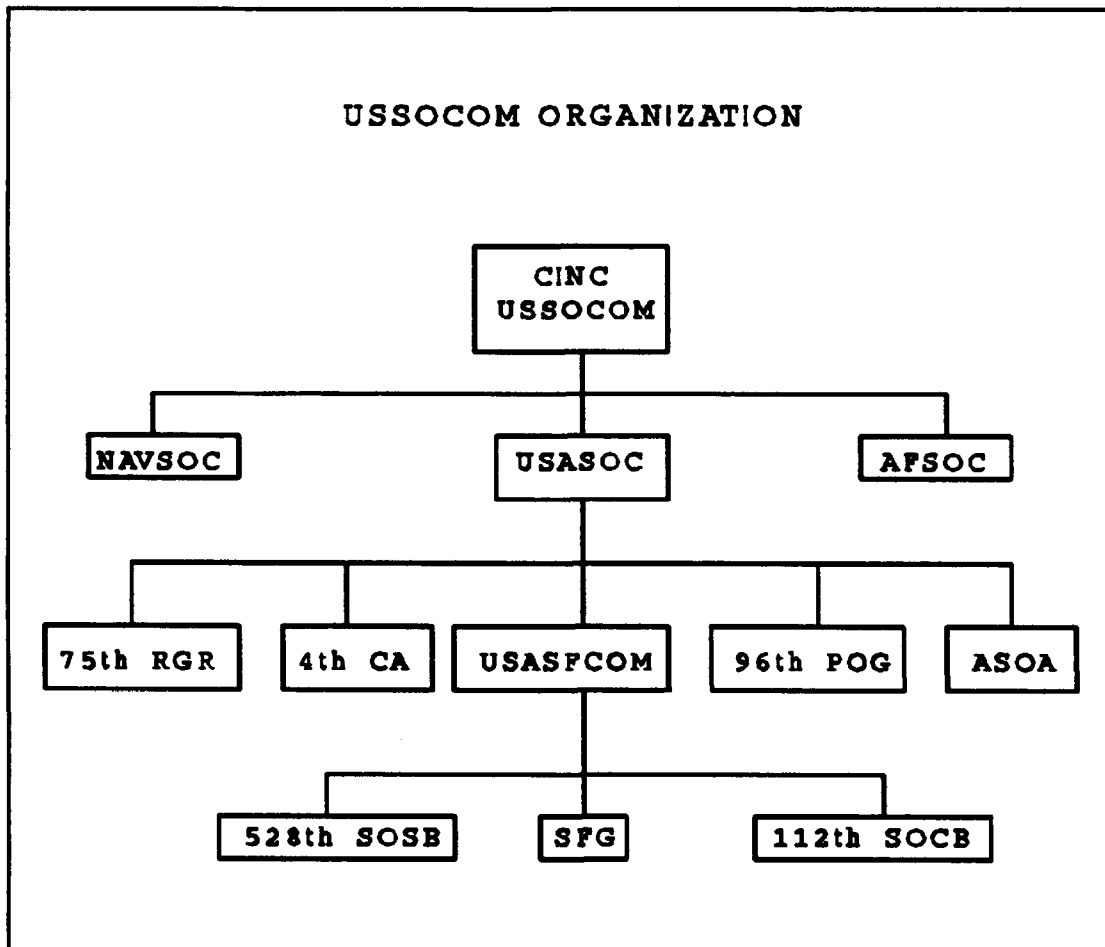 USSOCOM ORGANIZATION
CINC
USSOCOM
NAVSOC
USASOC
AFSOC
75th RGR
4th CA
USASFCOM
96th POG
ASOA
528th SOSB
SFG
112th SOCB